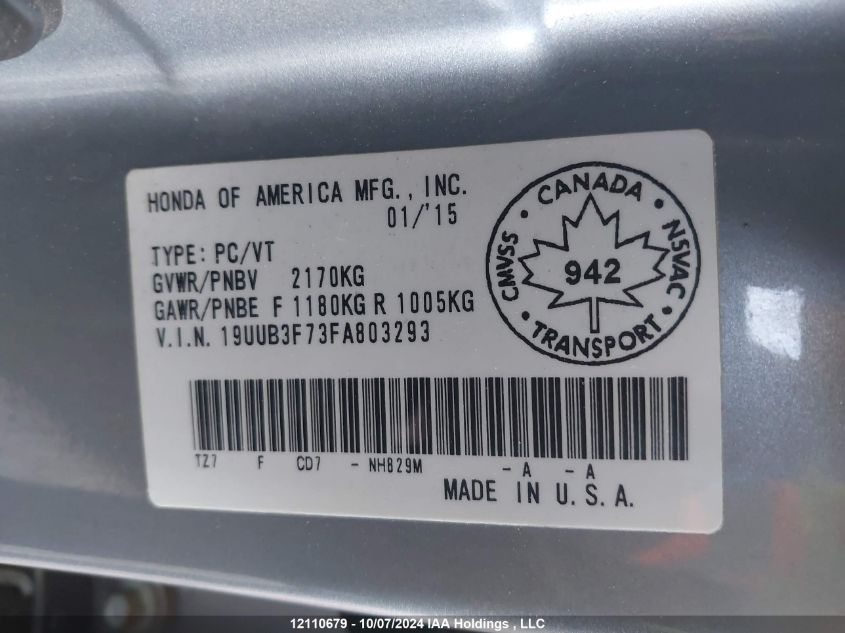 HONDA OF AMERICA MFG., INC.
01/'15
TYPE: PC/VT
GVWR/PNBV 2170KG
GAWR/PNBE F 1180KG R 1005KG
V.I.N. 19UUB3F73FA803293
CANADA
CMVSS
NSVAC
942
TRANSPORT
TZ7 F CD7 - NH829M - A - A
MADE IN U.S.A.
12110679 - 10/07/2024 IAA Holdings , LLC